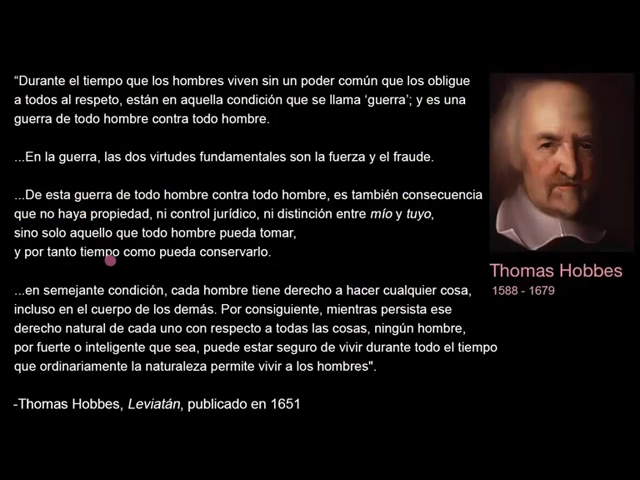 “Durante el tiempo que los hombres viven sin un poder común que los obligue
a todos al respeto, están en aquella condición que se llama ‘guerra’; y es una
guerra de todo hombre contra todo hombre.
...En la guerra, las dos virtudes fundamentales son la fuerza y el fraude.
...De esta guerra de todo hombre contra todo hombre, es también consecuencia
que no haya propiedad, ni control jurídico, ni distinción entre mío y tuyo,
sino solo aquello que todo hombre pueda tomar,
y por tanto tiempo como pueda conservarlo.
...en semejante condición, cada hombre tiene derecho a hacer cualquier cosa,
incluso en el cuerpo de los demás. Por consiguiente, mientras persista ese
derecho natural de cada uno con respecto a todas las cosas, ningún hombre,
por fuerte o inteligente que sea, puede estar seguro de vivir durante todo el tiempo
que ordinariamente la naturaleza permite vivir a los hombres".
-Thomas Hobbes, Leviatán, publicado en 1651
Thomas Hobbes
1588 - 1679